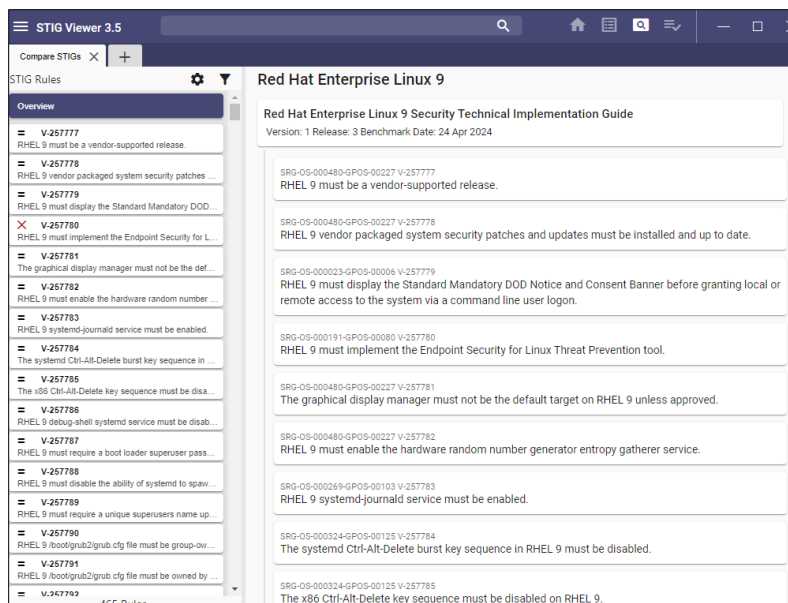 STIG Viewer 3.5
Compare STIGs
STIG Rules
Overview
= V-257777
RHEL 9 must be a vendor-supported release.
= V-257778
RHEL 9 vendor packaged system security patches ...
= V-257779
RHEL 9 must display the Standard Mandatory DOD...
V-257780
RHEL 9 must implement the Endpoint Security for L...
= V-257781
The graphical display manager must not be the def...
= V-257782
RHEL 9 must enable the hardware random number ...
= V-257783
RHEL 9 systemd-journald service must be enabled.
= V-257784
The systemd Ctrl-Alt-Delete burst key sequence in ...
= V-257785
The x86 Ctrl-Alt-Delete key sequence must be disa...
= V-257786
RHEL 9 debug-shell systemd service must be disab...
= V-257787
RHEL 9 must require a boot loader superuser pass...
= V-257788
RHEL 9 must disable the ability of systemd to spaw...
= V-257789
RHEL 9 must require a unique superusers name up...
= V-257790
RHEL 9 /boot/grub2/grub.cfg file must be group-ow...
= V-257791
RHEL 9 /boot/grub2/grub.cfg file must be owned by ...
= V-257792
465 Rules
Red Hat Enterprise Linux 9
Red Hat Enterprise Linux 9 Security Technical Implementation Guide
Version: 1 Release: 3 Benchmark Date: 24 Apr 2024
SRG-OS-000480-GPOS-00227 V-257777
RHEL 9 must be a vendor-supported release.
SRG-OS-000480-GPOS-00227 V-257778
RHEL 9 vendor packaged system security patches and updates must be installed and up to date.
SRG-OS-000023-GPOS-00006 V-257779
RHEL 9 must display the Standard Mandatory DOD Notice and Consent Banner before granting local or
remote access to the system via a command line user logon.
SRG-OS-000191-GPOS-00080 V-257780
RHEL 9 must implement the Endpoint Security for Linux Threat Prevention tool.
SRG-OS-000480-GPOS-00227 V-257781
The graphical display manager must not be the default target on RHEL 9 unless approved.
SRG-OS-000480-GPOS-00227 V-257782
RHEL 9 must enable the hardware random number generator entropy gatherer service.
SRG-OS-000269-GPOS-00103 V-257783
RHEL 9 systemd-journald service must be enabled.
SRG-OS-000324-GPOS-00125 V-257784
The systemd Ctrl-Alt-Delete burst key sequence in RHEL 9 must be disabled.
SRG-OS-000324-GPOS-00125 V-257785
The x86 Ctrl-Alt-Delete key sequence must be disabled on RHEL 9.